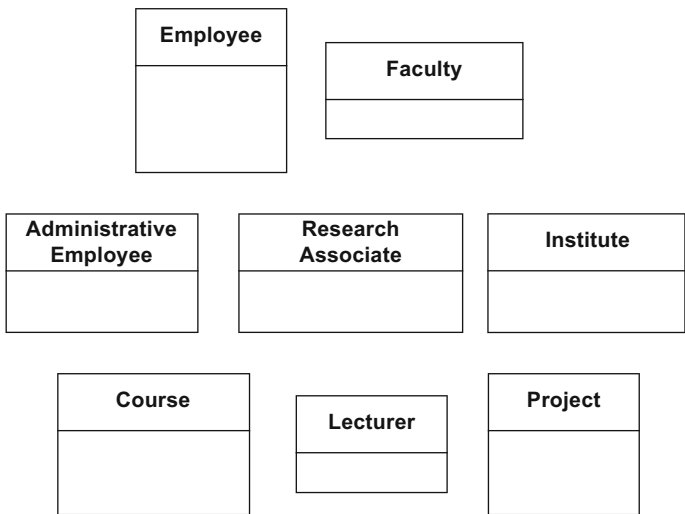 Employee
Faculty
Administrative
Employee
Research
Associate
Institute
Course
Lecturer
Project